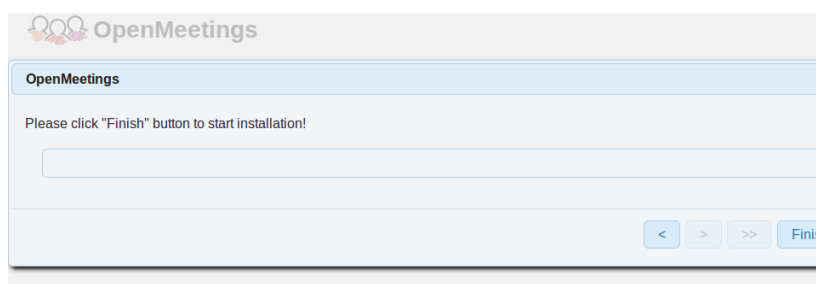 OpenMeetings
OpenMeetings
Please click "Finish" button to start installation!
< > >> Finis